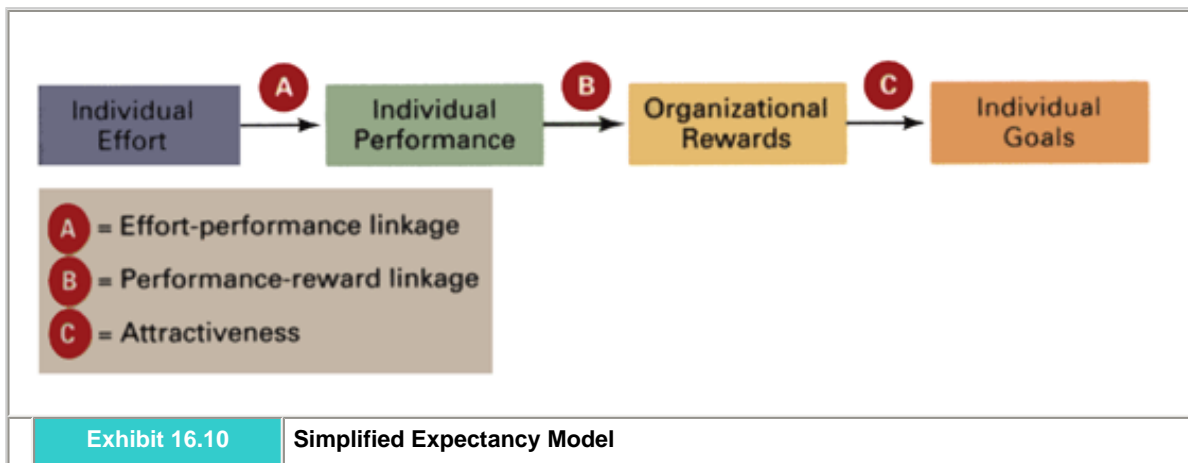 A
B
C
Individual
Effort
Individual
Performance
Organizational
Rewards
Individual
Goals
A = Effort-performance linkage
B = Performance-reward linkage
C = Attractiveness
Exhibit 16.10 Simplified Expectancy Model